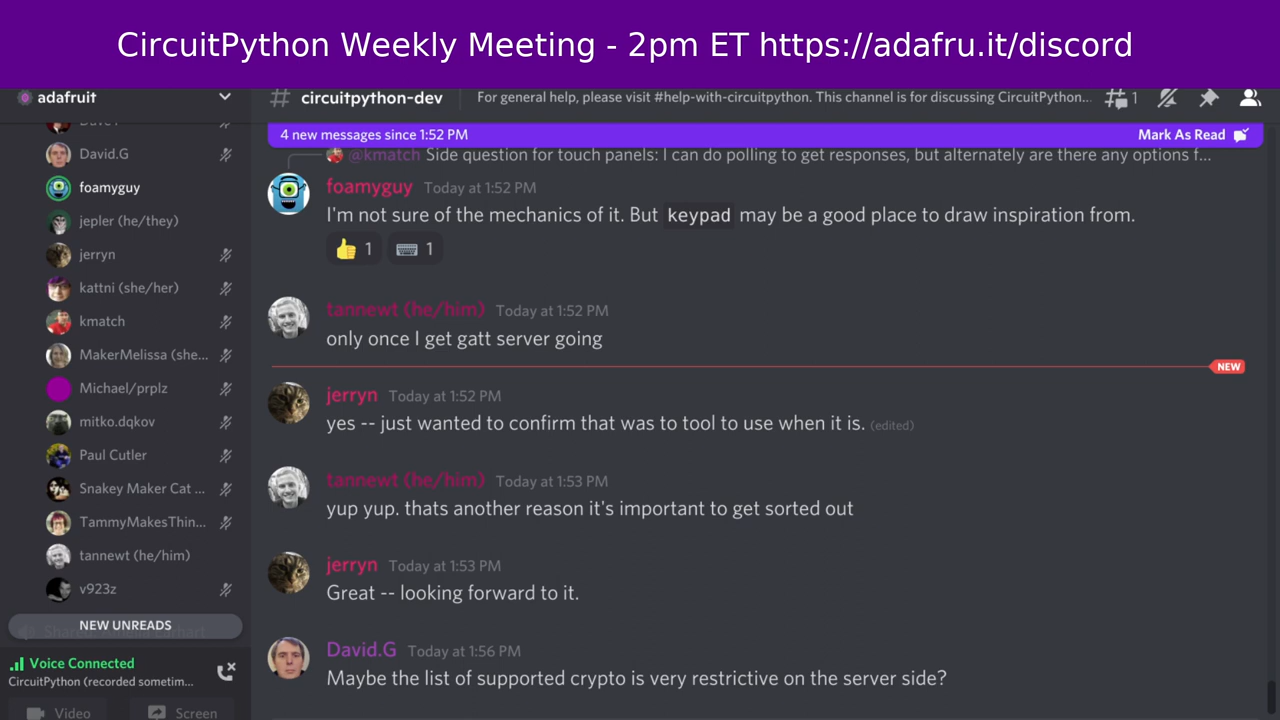 CircuitPython Weekly Meeting - 2pm ET https://adafru.it/discord
adafruit
# circuitpython-dev
For general help, please visit #help-with-circuitpython. This channel is for discussing CircuitPython...
1
4 new messages since 1:52 PM
Mark As Read
David.G
foamyguy
jepler (he/they)
jerryn
kattni (she/her)
kmatch
MakerMelissa (she...
Michael/prplz
mitko.dqkov
Paul Cutler
Snakey Maker Cat ...
TammyMakesThin...
tannewt (he/him)
v923z
NEW UNREADS
Voice Connected
CircuitPython (recorded sometim...
Video
Screen
@kmatch Side question for touch panels: I can do polling to get responses, but alternately are there any options f...
foamyguy Today at 1:52 PM
I'm not sure of the mechanics of it. But keypad may be a good place to draw inspiration from.
1 1
tannewt (he/him) Today at 1:52 PM
only once I get gatt server going
NEW
jerryn Today at 1:52 PM
yes -- just wanted to confirm that was to tool to use when it is. (edited)
tannewt (he/him) Today at 1:53 PM
yup yup. thats another reason it's important to get sorted out
jerryn Today at 1:53 PM
Great -- looking forward to it.
David.G Today at 1:56 PM
Maybe the list of supported crypto is very restrictive on the server side?